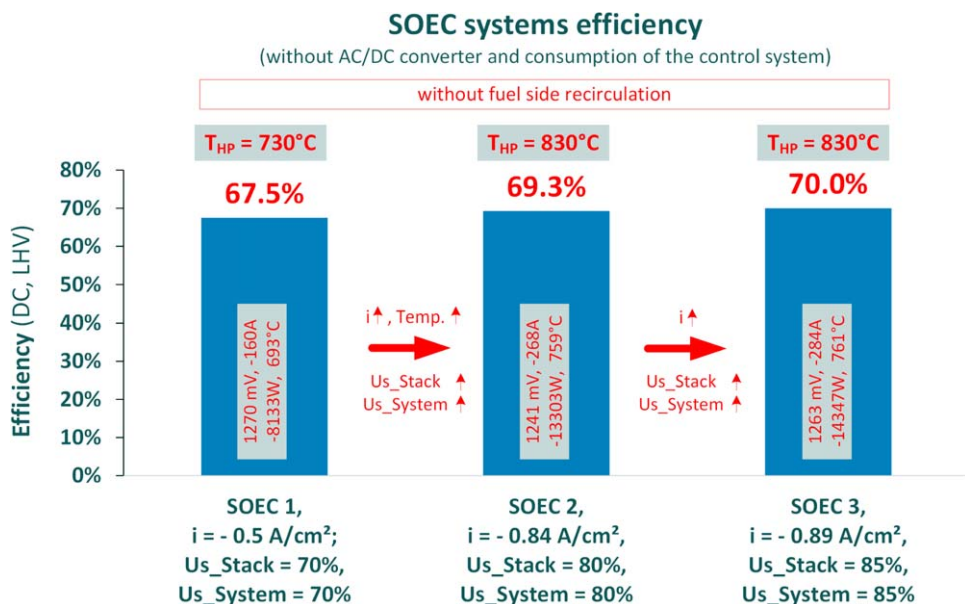 SOEC systems efficiency
(without AC/DC converter and consumption of the control system)
without fuel side recirculation
T_HP = 730°C
T_HP = 830°C
T_HP = 830°C
67.5%
69.3%
70.0%
Efficiency (DC, LHV)
80%
70%
60%
50%
40%
30%
20%
10%
0%
1270 mV, -160A
-8133W, 693°C
i↑, Temp. ↑
Us_Stack ↑
Us_System ↑
1241 mV, -268A
-13303W, 759°C
i↑
Us_Stack ↑
Us_System ↑
1263 mV, -284A
-14347W, 761°C
SOEC 1,
i = - 0.5 A/cm²;
Us_Stack = 70%,
Us_System = 70%
SOEC 2,
i = - 0.84 A/cm²,
Us_Stack = 80%,
Us_System = 80%
SOEC 3,
i = - 0.89 A/cm²,
Us_Stack = 85%,
Us_System = 85%